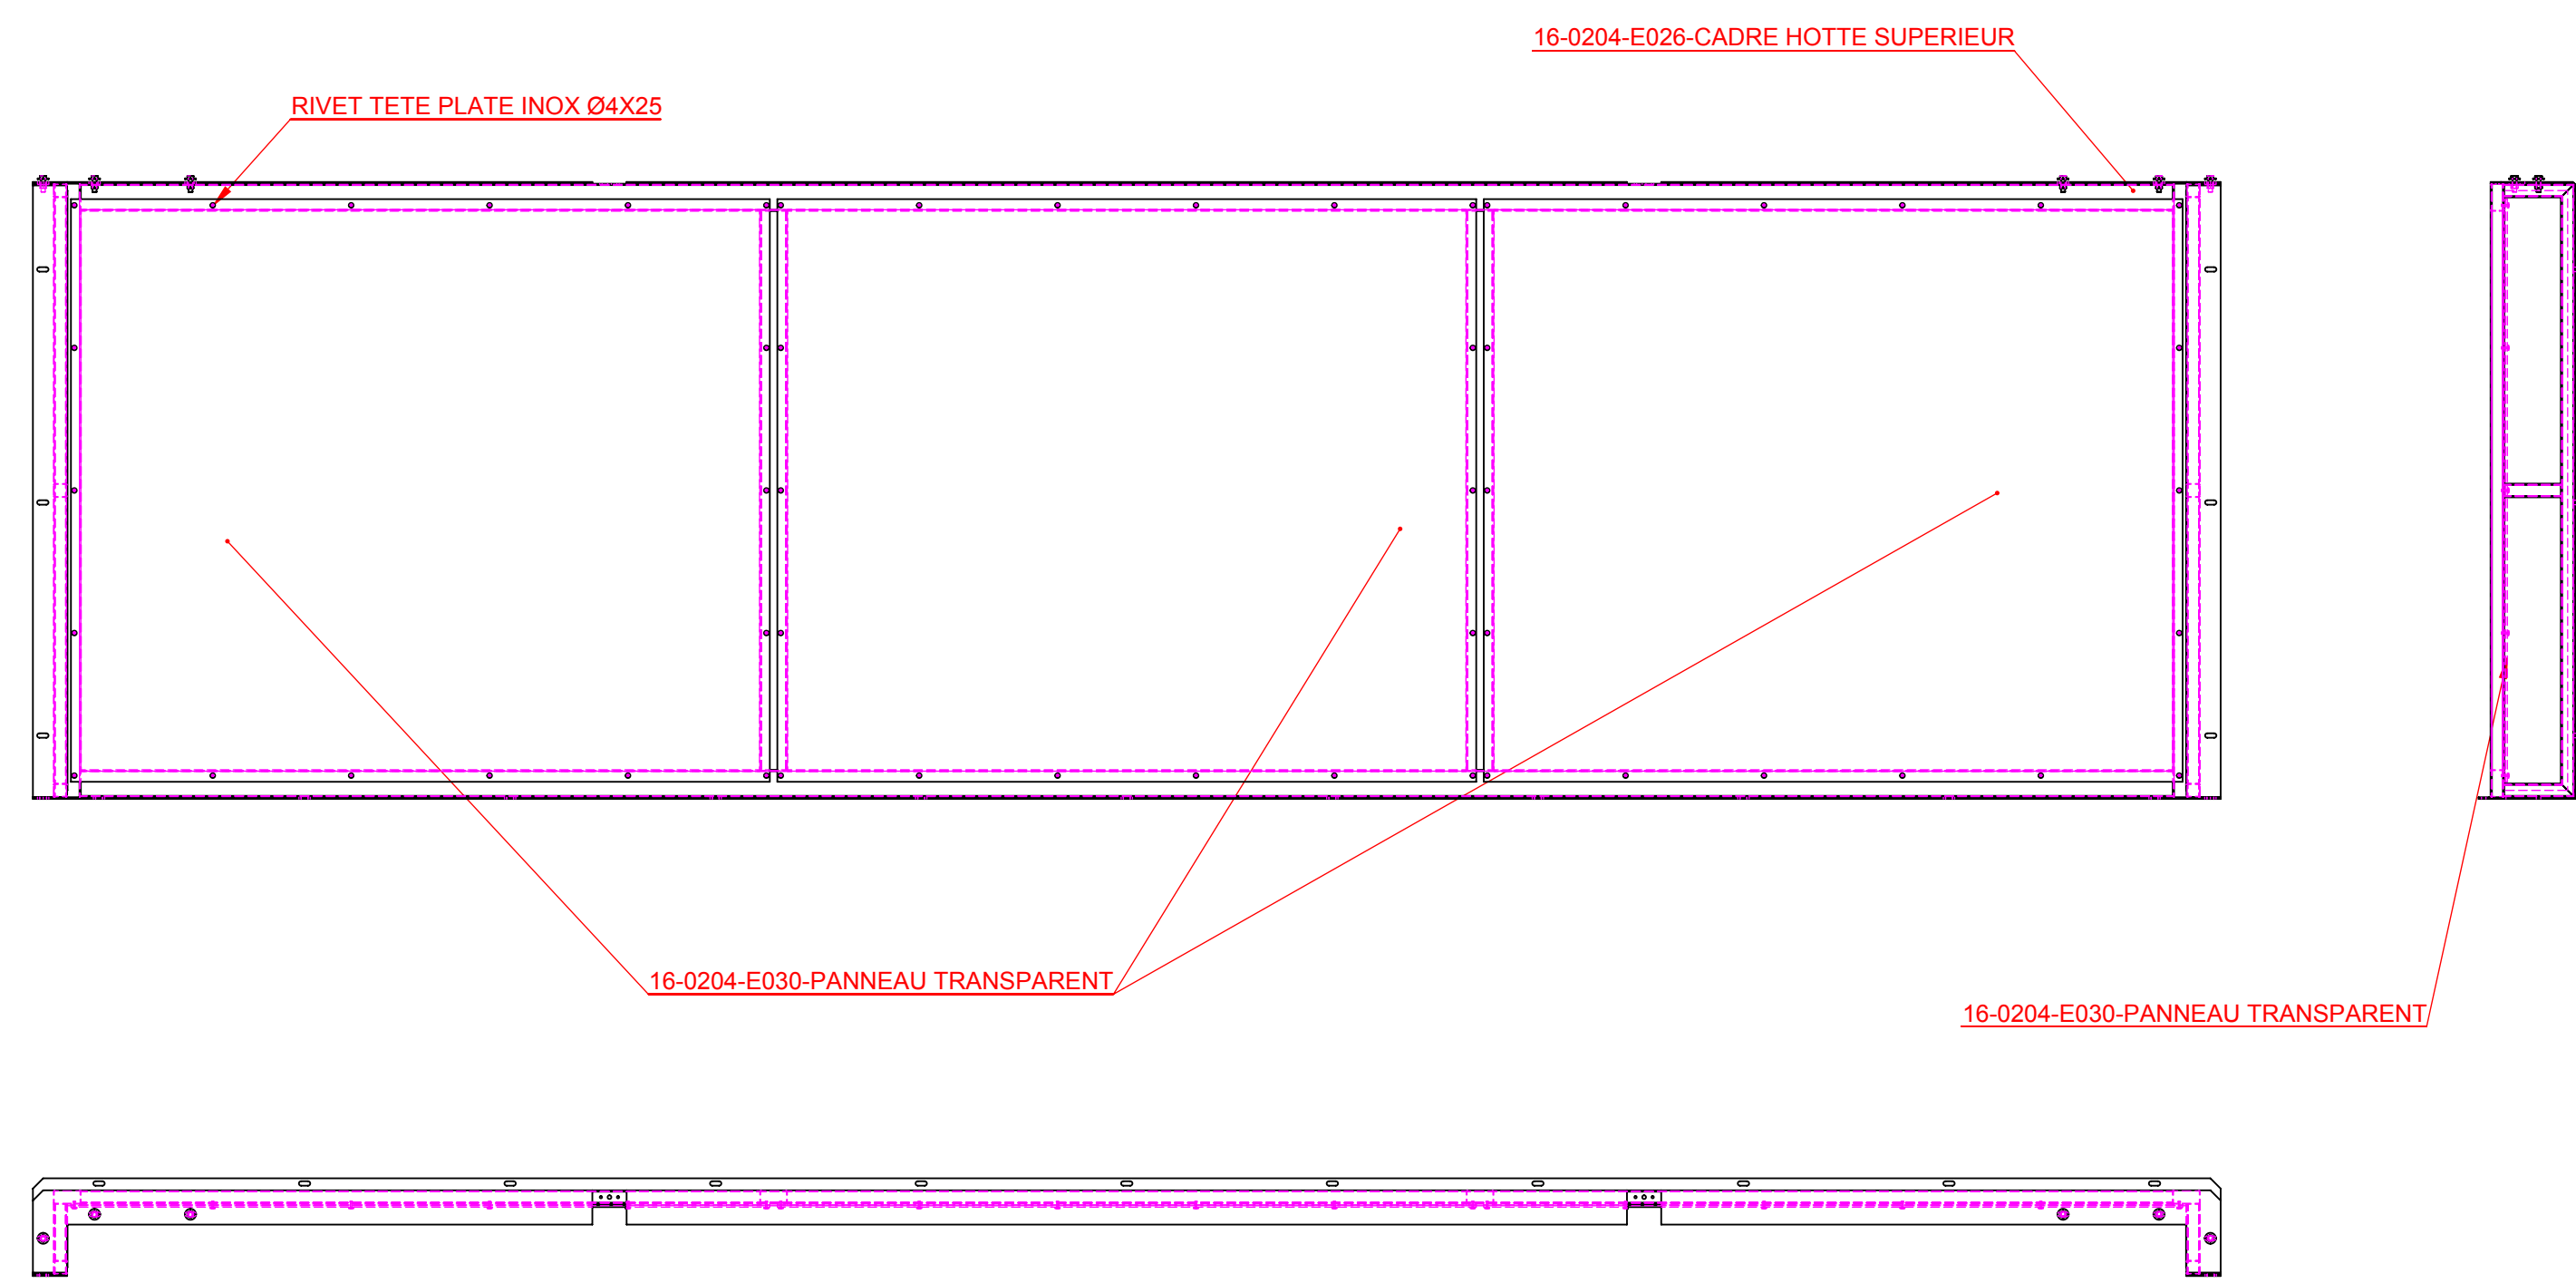 16-0204-E026-CADRE HOTTE SUPERIEUR
RIVET TETE PLATE INOX Ø4X25
16-0204-E030-PANNEAU TRANSPARENT
16-0204-E030-PANNEAU TRANSPARENT